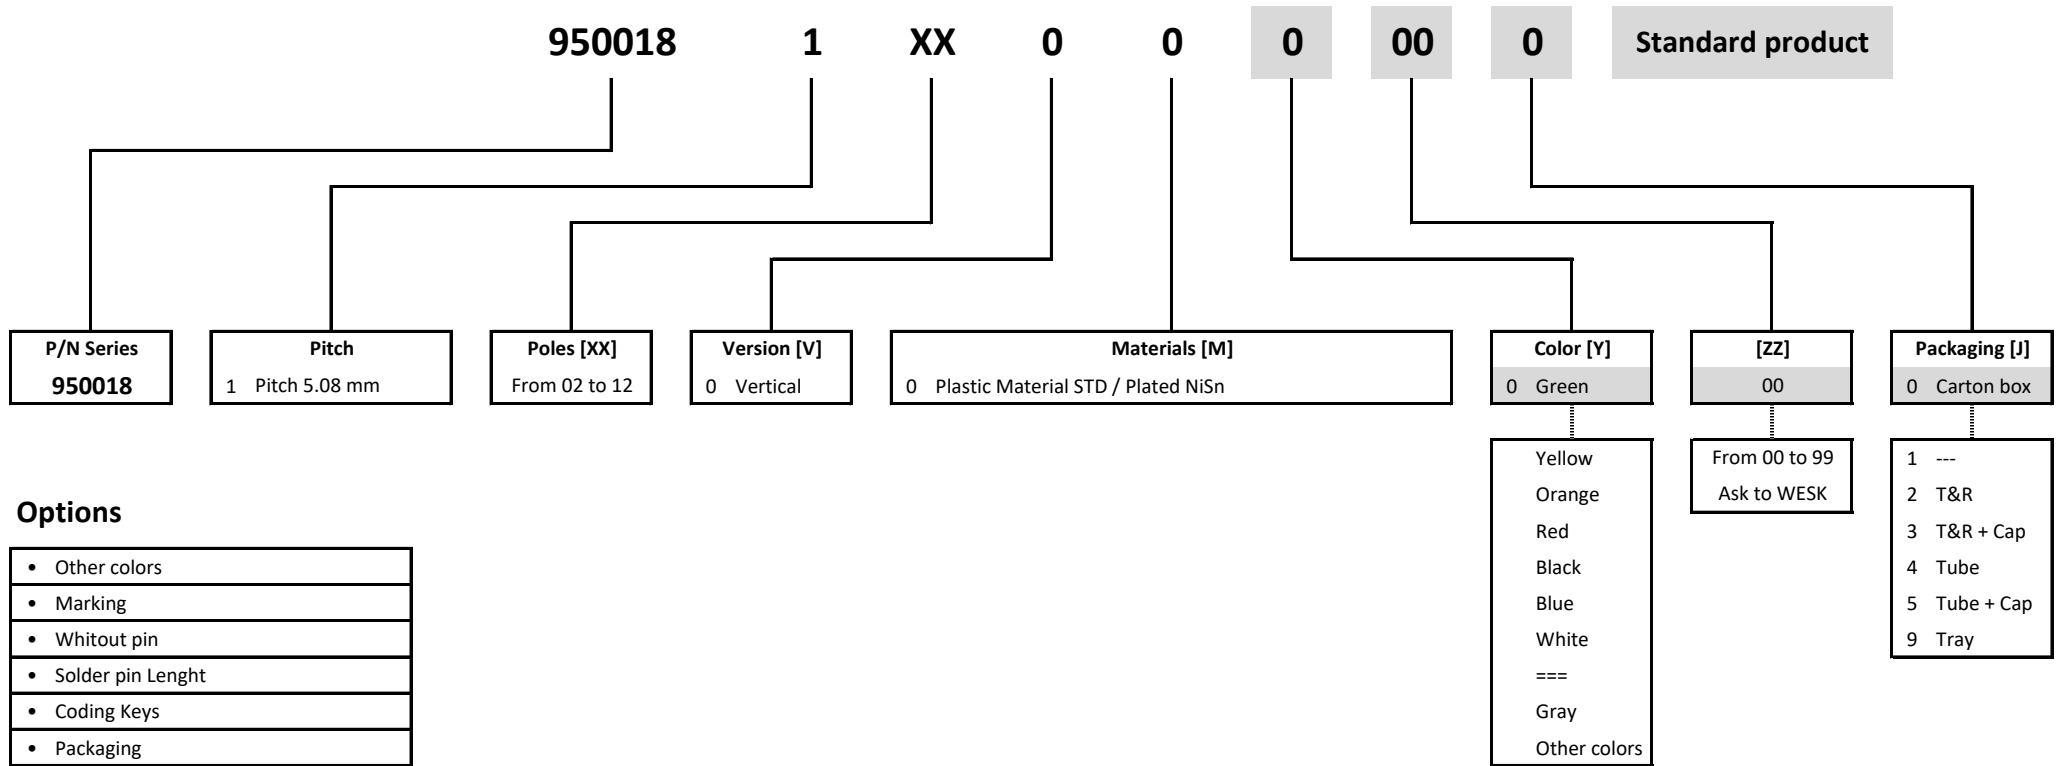 950018 1 XX 0 0 0 00 0 Standard product
P/N Series Pitch Poles [XX] Version [V] Materials [M] Color [Y] [ZZ] Packaging [J]
950018 1 Pitch 5.08 mm From 02 to 12 0 Vertical 0 Plastic Material STD / Plated NiSn 0 Green 00 0 Carton box
Yellow From 00 to 99 1 ---
Orange Ask to WESK 2 T&R
Red 3 T&R + Cap
Black 4 Tube
Blue 5 Tube + Cap
White 9 Tray
===
Gray
Other colors
Options
• Other colors
• Marking
• Whitout pin
• Solder pin Lenght
• Coding Keys
• Packaging